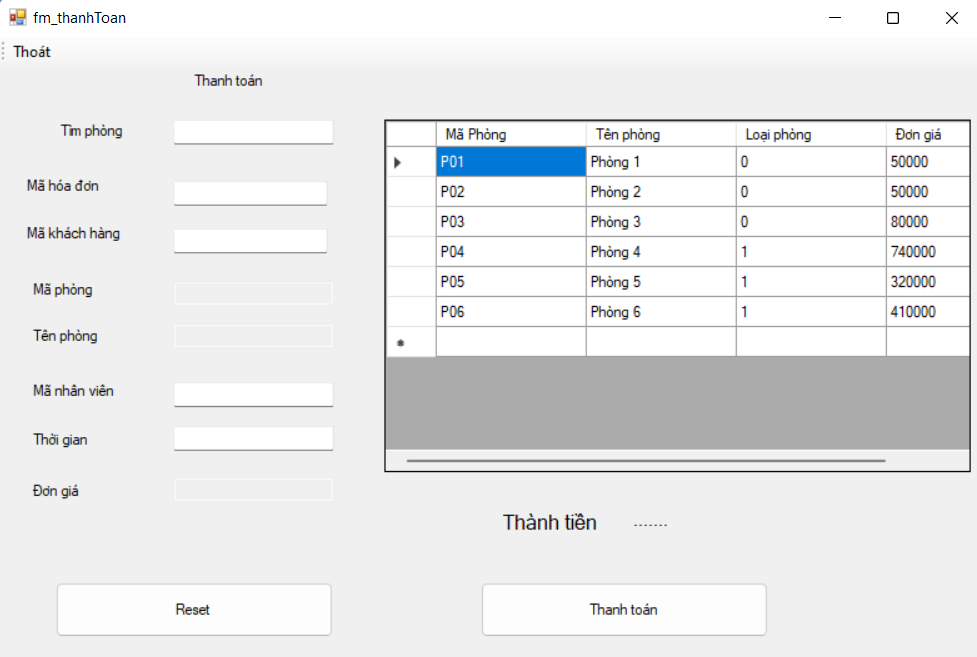 fm_thanhToan
Thoát
Thanh toán
Tìm phòng
Mã hóa đơn
Mã khách hàng
Mã phòng
Tên phòng
Mã nhân viên
Thời gian
Đơn giá
Mã Phòng Tên phòng Loại phòng Đơn giá
P01 Phòng 1 0 50000
P02 Phòng 2 0 50000
P03 Phòng 3 0 80000
P04 Phòng 4 1 740000
P05 Phòng 5 1 320000
P06 Phòng 6 1 410000
Thành tiền .......
Reset
Thanh toán